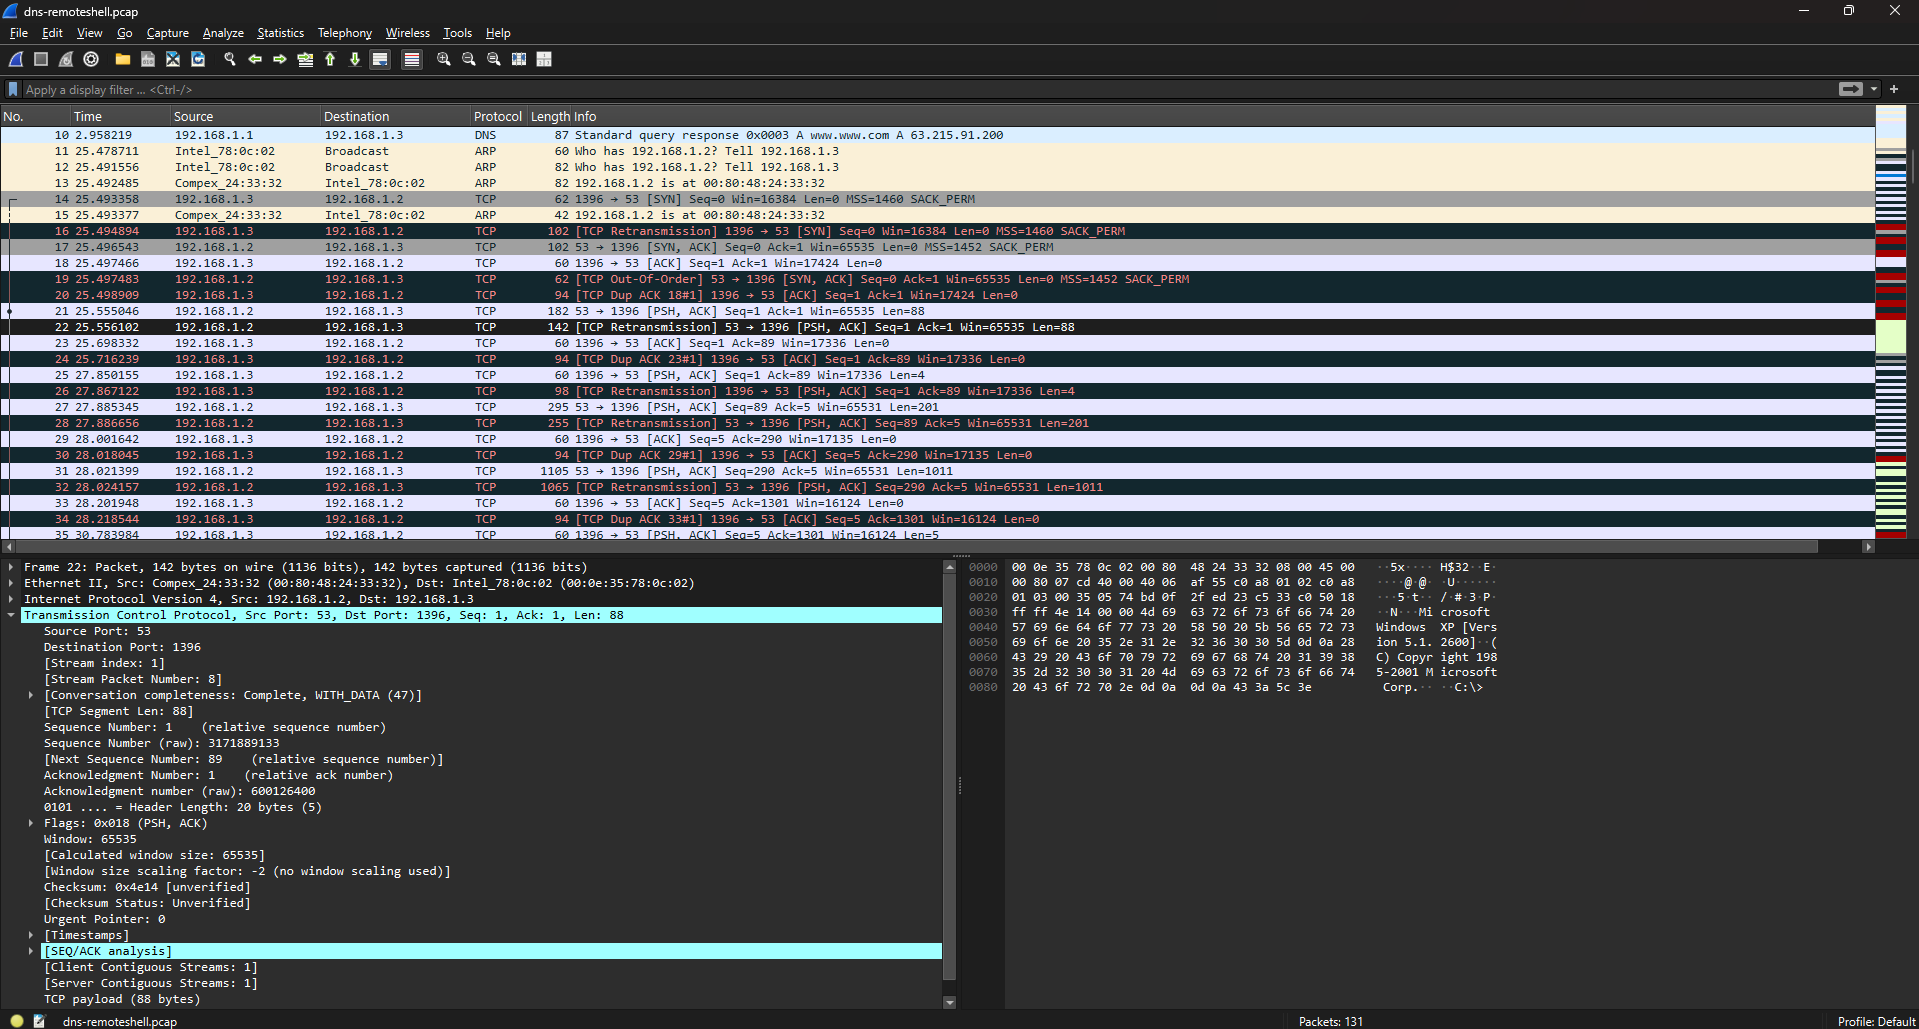 dns-remoteshell.pcap
File Edit View Go Capture Analyze Statistics Telephony Wireless Tools Help
Apply a display filter ... <Ctrl-/>
No. Time Source Destination Protocol Length Info
10 2.958219 192.168.1.1 192.168.1.3 DNS 87 Standard query response 0x0003 A www.www.com A 63.215.91.200
11 25.478711 Intel_78:0c:02 Broadcast ARP 60 Who has 192.168.1.2? Tell 192.168.1.3
12 25.491556 Intel_78:0c:02 Broadcast ARP 82 Who has 192.168.1.2? Tell 192.168.1.3
13 25.492485 Compex_24:33:32 Intel_78:0c:02 ARP 82 192.168.1.2 is at 00:80:48:24:33:32
14 25.493358 192.168.1.3 192.168.1.2 TCP 62 1396 → 53 [SYN] Seq=0 Win=16384 Len=0 MSS=1460 SACK_PERM
15 25.493377 Compex_24:33:32 Intel_78:0c:02 ARP 42 192.168.1.2 is at 00:80:48:24:33:32
16 25.494894 192.168.1.3 192.168.1.2 TCP 102 [TCP Retransmission] 1396 → 53 [SYN] Seq=0 Win=16384 Len=0 MSS=1460 SACK_PERM
17 25.496543 192.168.1.2 192.168.1.3 TCP 102 53 → 1396 [SYN, ACK] Seq=0 Ack=1 Win=65535 Len=0 MSS=1452 SACK_PERM
18 25.497466 192.168.1.3 192.168.1.2 TCP 60 1396 → 53 [ACK] Seq=1 Ack=1 Win=17424 Len=0
19 25.497483 192.168.1.2 192.168.1.3 TCP 62 [TCP Out-Of-Order] 53 → 1396 [SYN, ACK] Seq=0 Ack=1 Win=65535 Len=0 MSS=1452 SACK_PERM
20 25.498909 192.168.1.3 192.168.1.2 TCP 94 [TCP Dup ACK 18#1] 1396 → 53 [ACK] Seq=1 Ack=1 Win=17424 Len=0
21 25.555046 192.168.1.2 192.168.1.3 TCP 182 53 → 1396 [PSH, ACK] Seq=1 Ack=1 Win=65535 Len=88
22 25.556102 192.168.1.2 192.168.1.3 TCP 142 [TCP Retransmission] 53 → 1396 [PSH, ACK] Seq=1 Ack=1 Win=65535 Len=88
23 25.698332 192.168.1.3 192.168.1.2 TCP 60 1396 → 53 [ACK] Seq=1 Ack=89 Win=17336 Len=0
24 25.716239 192.168.1.3 192.168.1.2 TCP 94 [TCP Dup ACK 23#1] 1396 → 53 [ACK] Seq=1 Ack=89 Win=17336 Len=0
25 27.850155 192.168.1.3 192.168.1.2 TCP 60 1396 → 53 [PSH, ACK] Seq=1 Ack=89 Win=17336 Len=4
26 27.867122 192.168.1.3 192.168.1.2 TCP 98 [TCP Retransmission] 1396 → 53 [PSH, ACK] Seq=1 Ack=89 Win=17336 Len=4
27 27.885345 192.168.1.2 192.168.1.3 TCP 295 53 → 1396 [PSH, ACK] Seq=89 Ack=5 Win=65531 Len=201
28 27.886656 192.168.1.2 192.168.1.3 TCP 255 [TCP Retransmission] 53 → 1396 [PSH, ACK] Seq=89 Ack=5 Win=65531 Len=201
29 28.001642 192.168.1.3 192.168.1.2 TCP 60 1396 → 53 [ACK] Seq=5 Ack=290 Win=17135 Len=0
30 28.018045 192.168.1.3 192.168.1.2 TCP 94 [TCP Dup ACK 29#1] 1396 → 53 [ACK] Seq=5 Ack=290 Win=17135 Len=0
31 28.021399 192.168.1.2 192.168.1.3 TCP 1105 53 → 1396 [PSH, ACK] Seq=290 Ack=5 Win=65531 Len=1011
32 28.024157 192.168.1.2 192.168.1.3 TCP 1065 [TCP Retransmission] 53 → 1396 [PSH, ACK] Seq=290 Ack=5 Win=65531 Len=1011
33 28.201948 192.168.1.3 192.168.1.2 TCP 60 1396 → 53 [ACK] Seq=5 Ack=1301 Win=16124 Len=0
34 28.218544 192.168.1.3 192.168.1.2 TCP 94 [TCP Dup ACK 33#1] 1396 → 53 [ACK] Seq=5 Ack=1301 Win=16124 Len=0
35 30.783984 192.168.1.3 192.168.1.2 TCP 60 1396 → 53 [PSH, ACK] Seq=5 Ack=1301 Win=16124 Len=5
Frame 22: Packet, 142 bytes on wire (1136 bits), 142 bytes captured (1136 bits)
Ethernet II, Src: Compex_24:33:32 (00:80:48:24:33:32), Dst: Intel_78:0c:02 (00:0e:35:78:0c:02)
Internet Protocol Version 4, Src: 192.168.1.2, Dst: 192.168.1.3
Transmission Control Protocol, Src Port: 53, Dst Port: 1396, Seq: 1, Ack: 1, Len: 88
Source Port: 53
Destination Port: 1396
[Stream index: 1]
[Stream Packet Number: 8]
[Conversation completeness: Complete, WITH_DATA (47)]
[TCP Segment Len: 88]
Sequence Number: 1 (relative sequence number)
Sequence Number (raw): 3171889133
[Next Sequence Number: 89 (relative sequence number)]
Acknowledgment Number: 1 (relative ack number)
Acknowledgment number (raw): 600126400
0101 .... = Header Length: 20 bytes (5)
Flags: 0x018 (PSH, ACK)
Window: 65535
[Calculated window size: 65535]
[Window size scaling factor: -2 (no window scaling used)]
Checksum: 0x4e14 [unverified]
[Checksum Status: Unverified]
Urgent Pointer: 0
[Timestamps]
[SEQ/ACK analysis]
[Client Contiguous Streams: 1]
[Server Contiguous Streams: 1]
TCP payload (88 bytes)
0000 00 0e 35 78 0c 02 00 80 48 24 33 32 08 00 45 00 ··5x···· H$32··E·
0010 00 80 07 cd 40 00 40 06 af 55 c0 a8 01 02 c0 a8 ····@·@· ·U······
0020 01 03 00 35 05 74 bd 0f 2f ed 23 c5 33 c0 50 18 ···5·t·· /·#·3·P·
0030 ff ff 4e 14 00 00 4d 69 63 72 6f 73 6f 66 74 20 ··N···Mi crosoft
0040 57 69 6e 64 6f 77 73 20 58 50 20 5b 56 65 72 73 Windows XP [Vers
0050 69 6f 6e 20 35 2e 31 2e 32 36 30 30 5d 0d 0a 28 ion 5.1. 2600]··(
0060 43 29 20 43 6f 70 79 72 69 67 68 74 20 31 39 38 C) Copyr ight 198
0070 35 2d 32 30 30 31 20 4d 69 63 72 6f 73 6f 66 74 5-2001 M icrosoft
0080 20 43 6f 72 70 2e 0d 0a 0d 0a 43 3a 5c 3e Corp.·· ··C:\>
dns-remoteshell.pcap
Packets: 131
Profile: Default